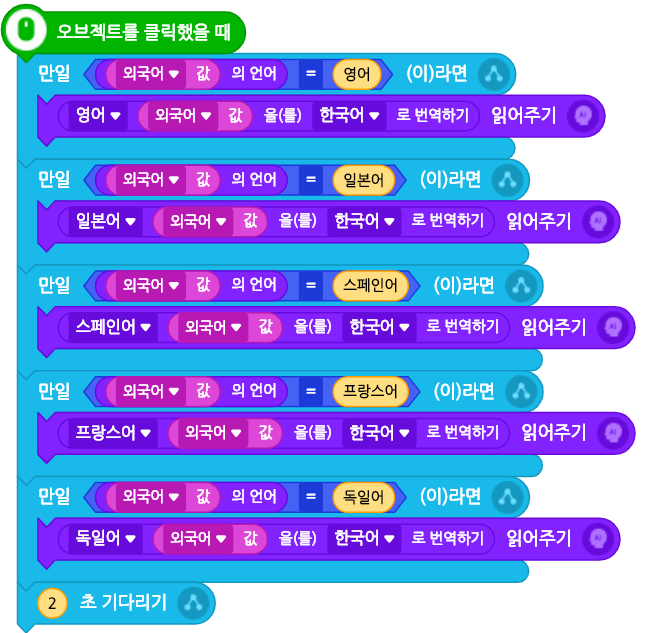 오브젝트를 클릭했을 때
만일 외국어 값 의 언어 = 영어 (이)라면
영어 외국어 값 을(를) 한국어 로 번역하기 읽어주기 AI
만일 외국어 값 의 언어 = 일본어 (이)라면
일본어 외국어 값 을(를) 한국어 로 번역하기 읽어주기 AI
만일 외국어 값 의 언어 = 스페인어 (이)라면
스페인어 외국어 값 을(를) 한국어 로 번역하기 읽어주기 AI
만일 외국어 값 의 언어 = 프랑스어 (이)라면
프랑스어 외국어 값 을(를) 한국어 로 번역하기 읽어주기 AI
만일 외국어 값 의 언어 = 독일어 (이)라면
독일어 외국어 값 을(를) 한국어 로 번역하기 읽어주기 AI
2 초 기다리기